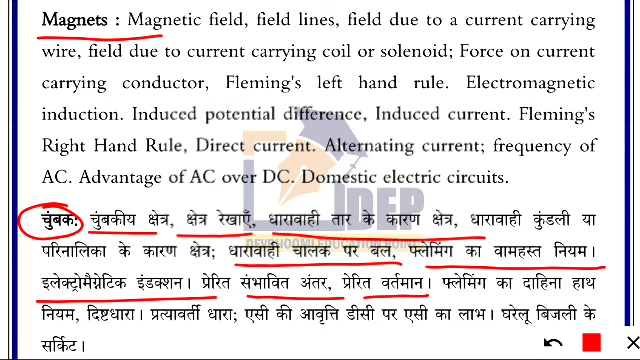 Magnets : Magnetic field, field lines, field due to a current carrying
wire, field due to current carrying coil or solenoid; Force on current
carrying conductor, Fleming's left hand rule. Electromagnetic
induction. Induced potential difference, Induced current. Fleming's
Right Hand Rule, Direct current. Alternating current; frequency of
AC. Advantage of AC over DC. Domestic electric circuits.
चुंबक: चुंबकीय क्षेत्र, क्षेत्र रेखाएँ, धारावाही तार के कारण क्षेत्र, धारावाही कुंडली या
परिनालिका के कारण क्षेत्र; धारावाही चालक पर बल, फ्लेमिंग का वामहस्त नियम।
इलेक्ट्रोमैग्नेटिक इंडक्शन। प्रेरित संभावित अंतर, प्रेरित वर्तमान। फ्लेमिंग का दाहिना हाथ
नियम, दिष्टधारा। प्रत्यावर्ती धारा; एसी की आवृत्ति डीसी पर एसी का लाभ। घरेलू बिजली के
सर्किट।